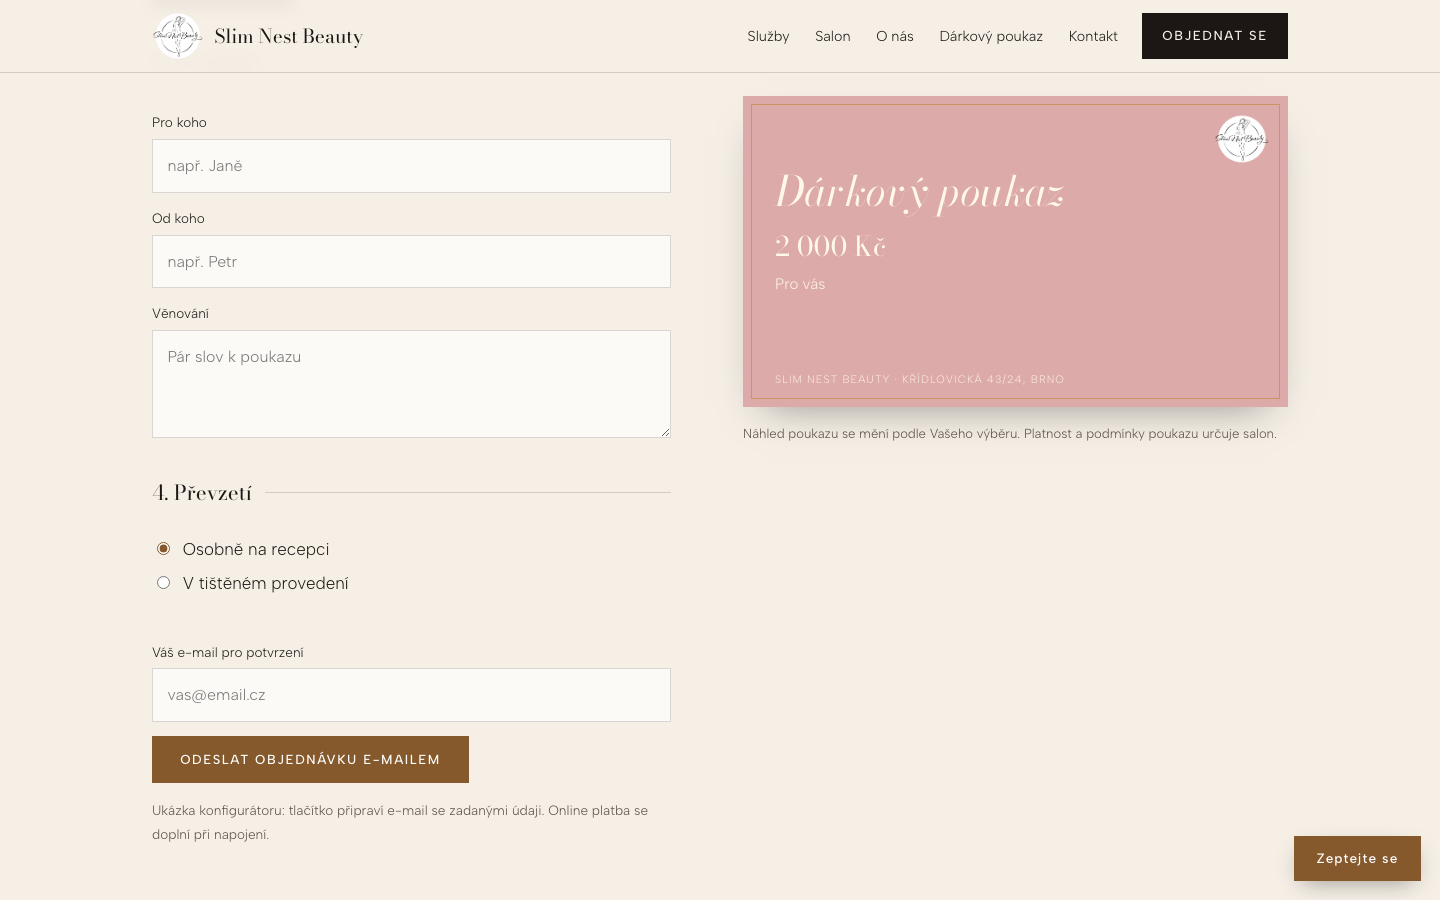 Slim Nest Beauty
Služby
Salon
O nás
Dárkový poukaz
Kontakt
OBJEDNAT SE
Pro koho
např. Janě
Od koho
např. Petr
Věnování
Pár slov k poukazu
4. Převzetí
Osobně na recepci
V tištěném provedení
Váš e-mail pro potvrzení
vas@email.cz
ODESLAT OBJEDNÁVKU E-MAILEM
Ukázka konfigurátoru: tlačítko připraví e-mail se zadanými údaji. Online platba se
doplní při napojení.
Slim Nest Beauty
Dárkový poukaz
2 000 Kč
Pro vás
SLIM NEST BEAUTY · KŘÍDLOVICKÁ 43/24, BRNO
Náhled poukazu se mění podle Vašeho výběru. Platnost a podmínky poukazu určuje salon.
Zeptejte se